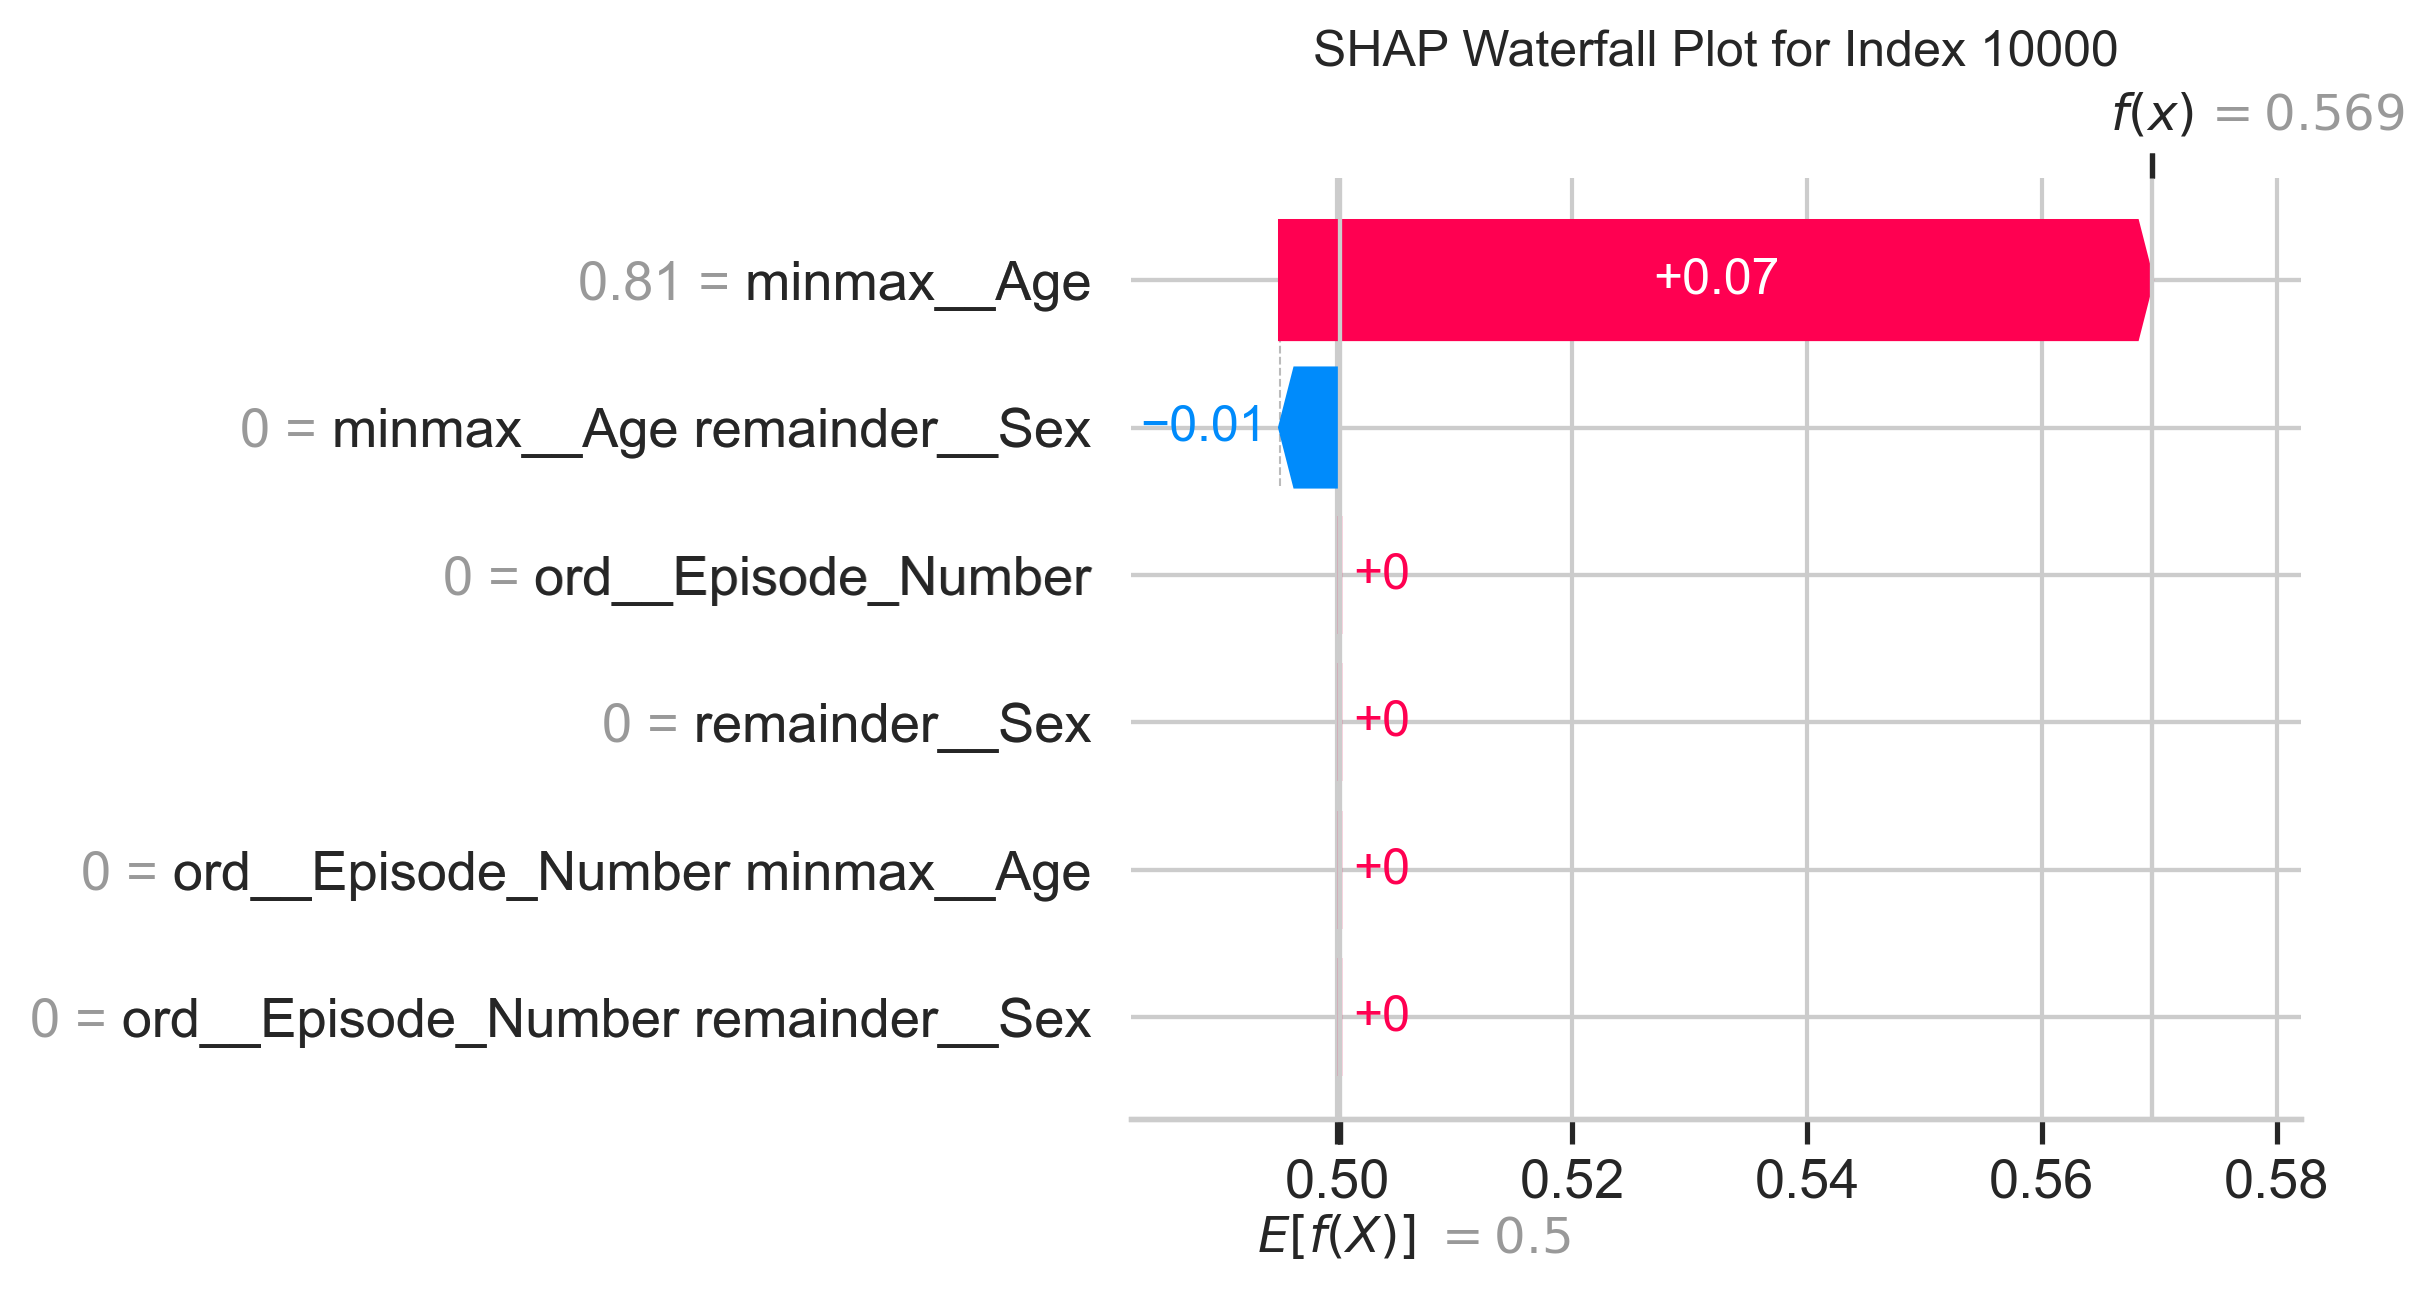 SHAP Waterfall Plot for Index 10000
f(x) = 0.569
0.81 = minmax__Age
+0.07
0 = minmax__Age remainder__Sex
−0.01
0 = ord__Episode_Number
+0
0 = remainder__Sex
+0
0 = ord__Episode_Number minmax__Age
+0
0 = ord__Episode_Number remainder__Sex
+0
0.50 0.52 0.54 0.56 0.58
E[f(X)] = 0.5